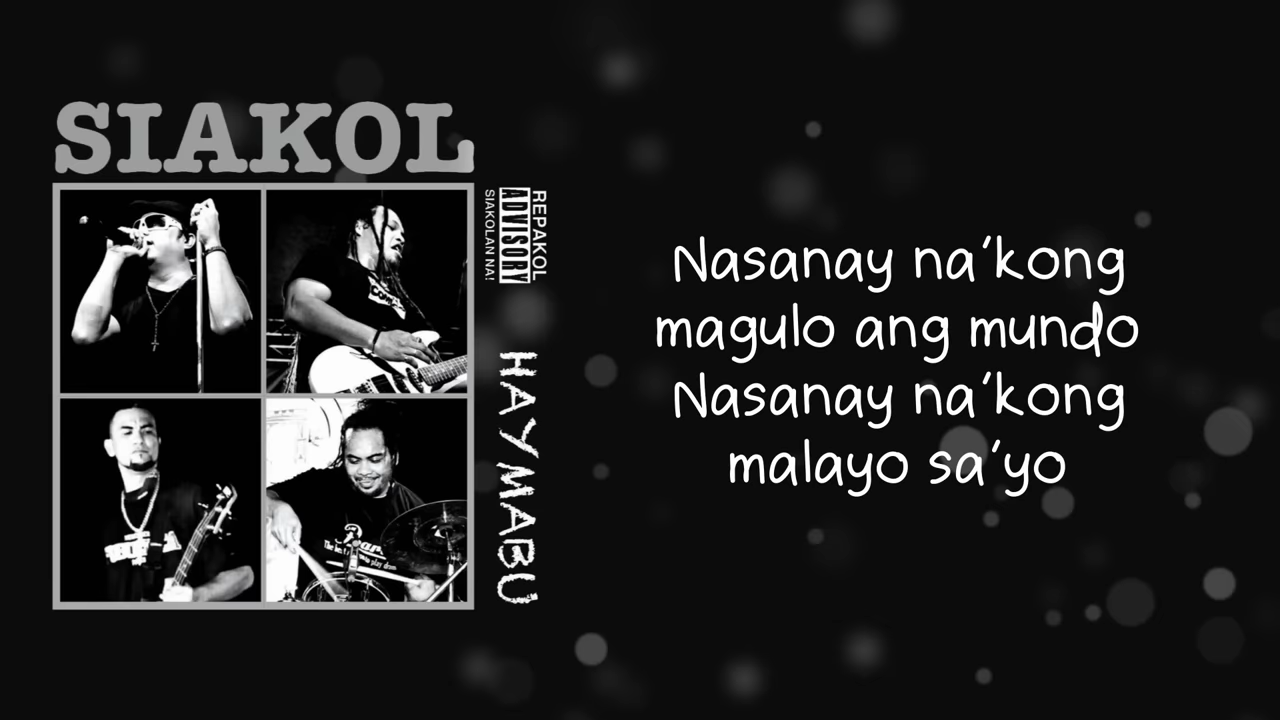 SIAKOL
REPAKOL
ADVISORY
SIAKOLAN NA!
HAYMABU
Nasanay na'kong
magulo ang mundo
Nasanay na'kong
malayo sa'yo